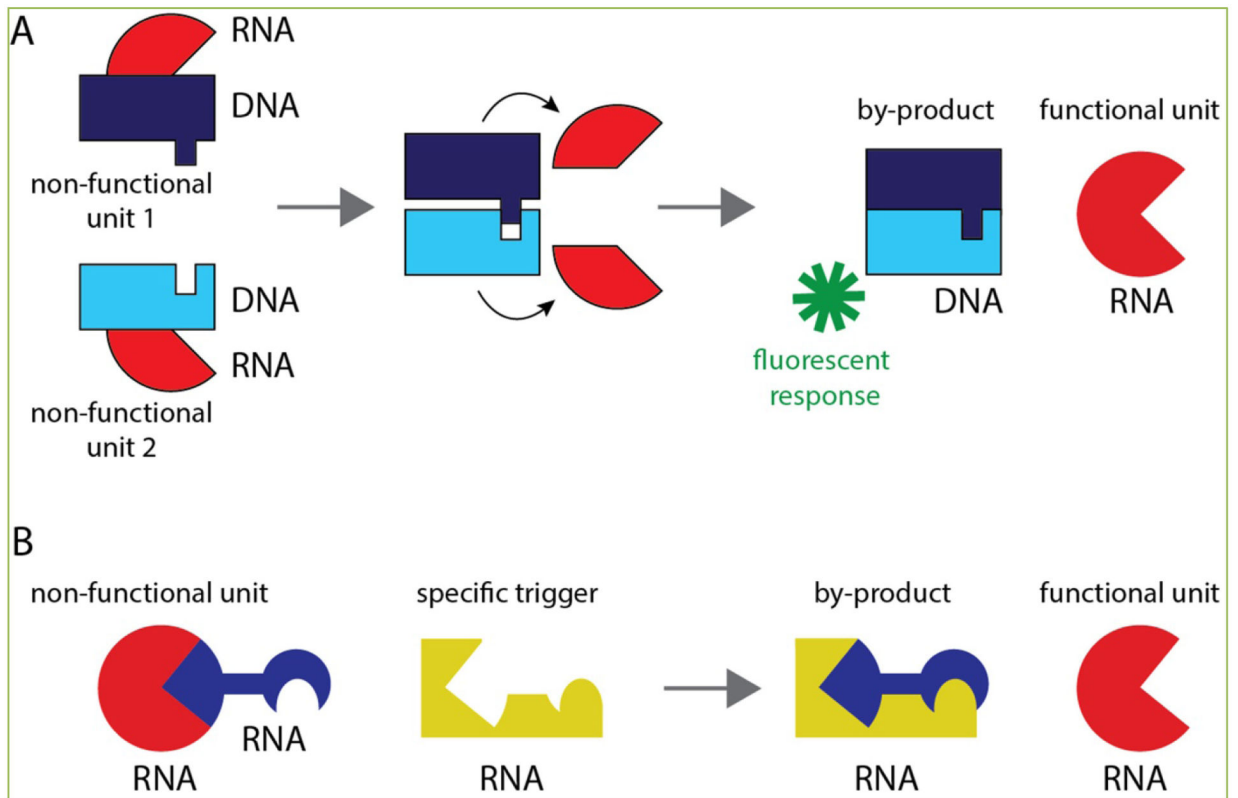 A
RNA
DNA
non-functional
unit 1
DNA
RNA
non-functional
unit 2
by-product
functional unit
DNA
RNA
fluorescent
response
B
non-functional unit
specific trigger
by-product
functional unit
RNA
RNA
RNA
RNA
RNA